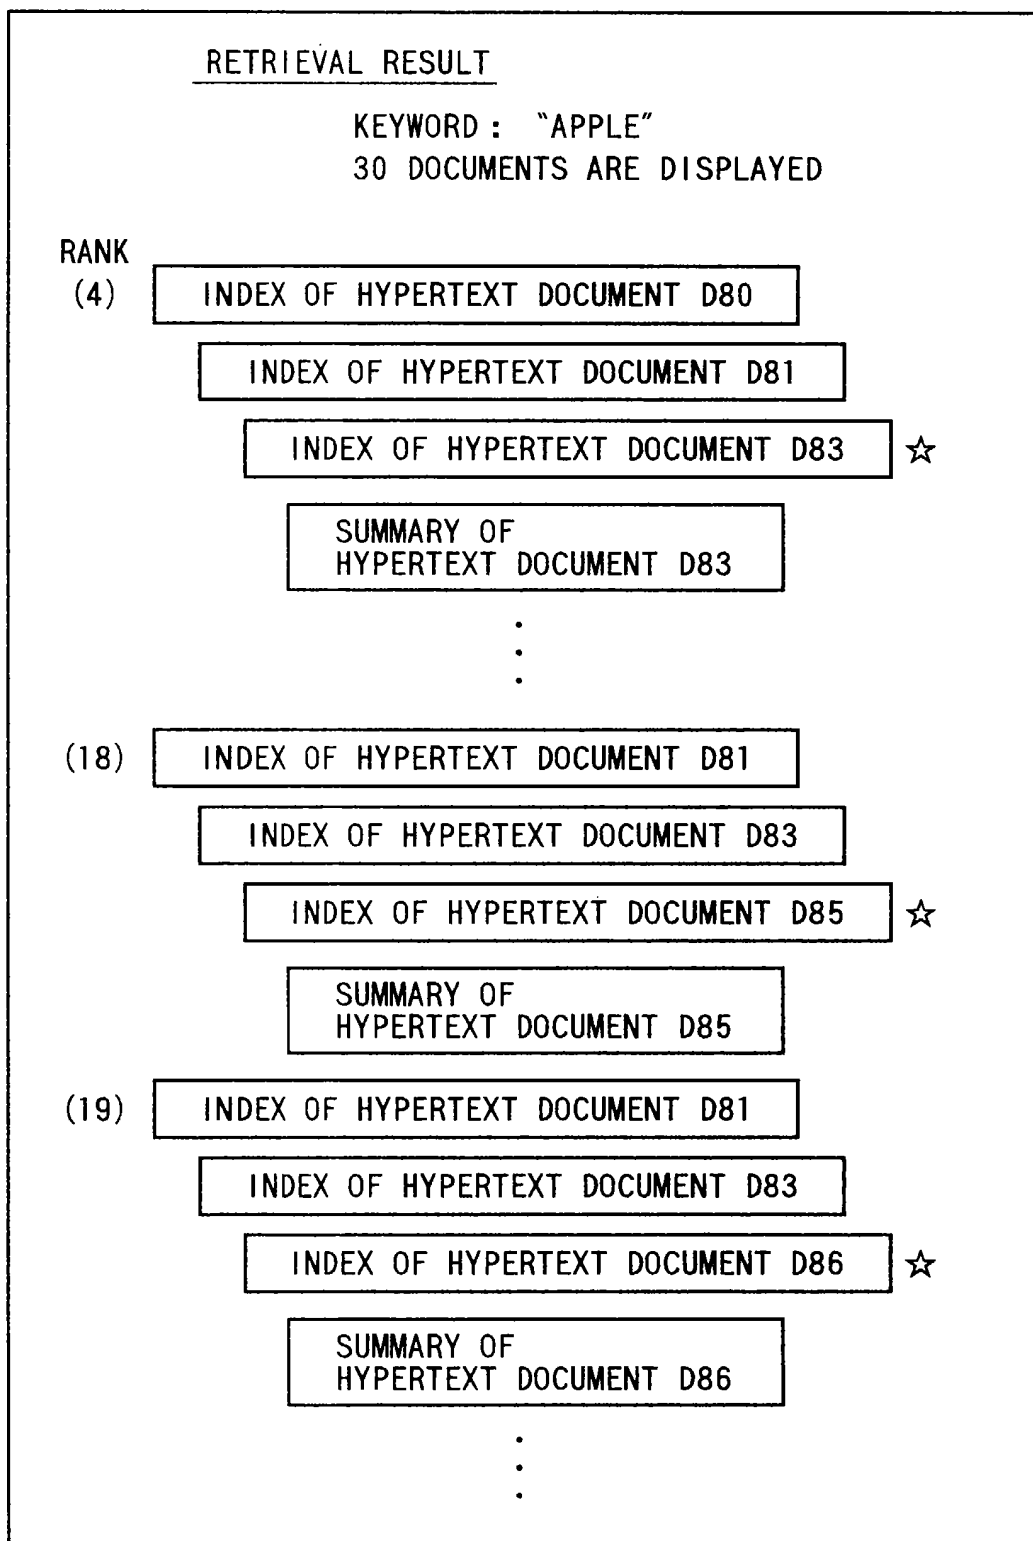 RETRIEVAL RESULT
KEYWORD : "APPLE"
30 DOCUMENTS ARE DISPLAYED
RANK
(4) INDEX OF HYPERTEXT DOCUMENT D80
INDEX OF HYPERTEXT DOCUMENT D81
INDEX OF HYPERTEXT DOCUMENT D83 ☆
SUMMARY OF
HYPERTEXT DOCUMENT D83
(18) INDEX OF HYPERTEXT DOCUMENT D81
INDEX OF HYPERTEXT DOCUMENT D83
INDEX OF HYPERTEXT DOCUMENT D85 ☆
SUMMARY OF
HYPERTEXT DOCUMENT D85
(19) INDEX OF HYPERTEXT DOCUMENT D81
INDEX OF HYPERTEXT DOCUMENT D83
INDEX OF HYPERTEXT DOCUMENT D86 ☆
SUMMARY OF
HYPERTEXT DOCUMENT D86